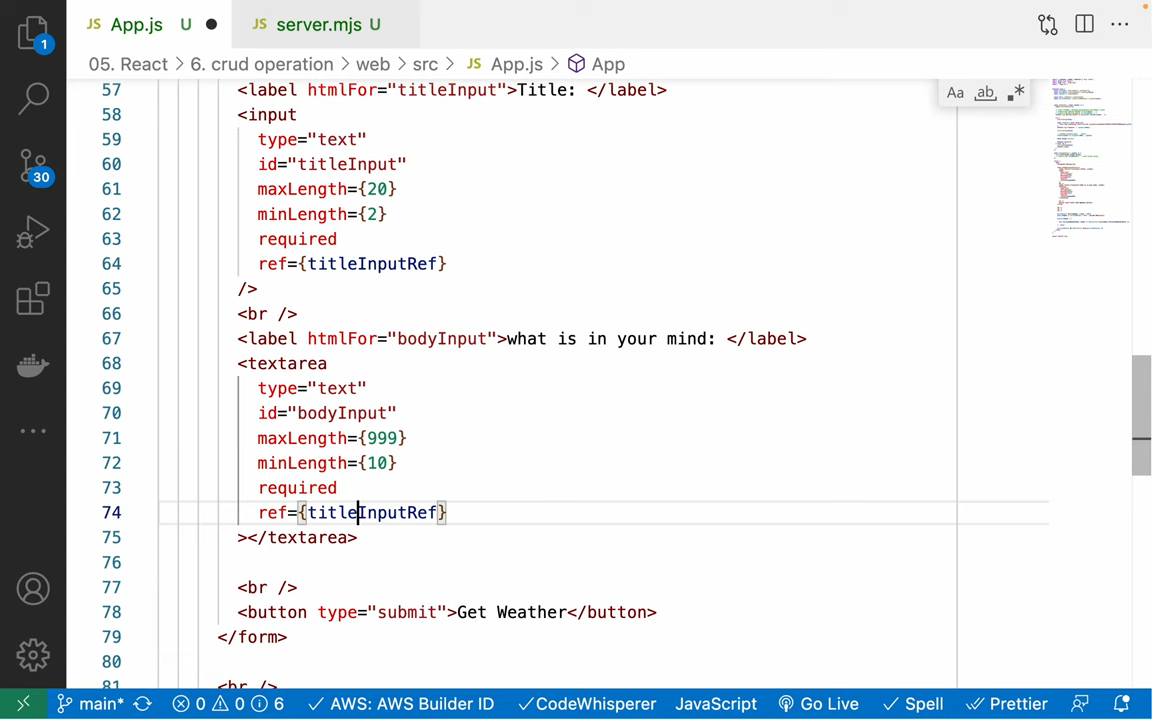 JS App.js U
JS server.mjs U
05. React > 6. crud operation > web > src > JS App.js > App
Aa ab .*
1
30
57 <label htmlFor="titleInput">Title: </label>
58 <input
59 type="text"
60 id="titleInput"
61 maxLength={20}
62 minLength={2}
63 required
64 ref={titleInputRef}
65 />
66 <br />
67 <label htmlFor="bodyInput">what is in your mind: </label>
68 <textarea
69 type="text"
70 id="bodyInput"
71 maxLength={999}
72 minLength={10}
73 required
74 ref={titleInputRef}
75 ></textarea>
76
77 <br />
78 <button type="submit">Get Weather</button>
79 </form>
80
81 <br />
main* 0 0 6 AWS: AWS Builder ID CodeWhisperer JavaScript Go Live Spell Prettier